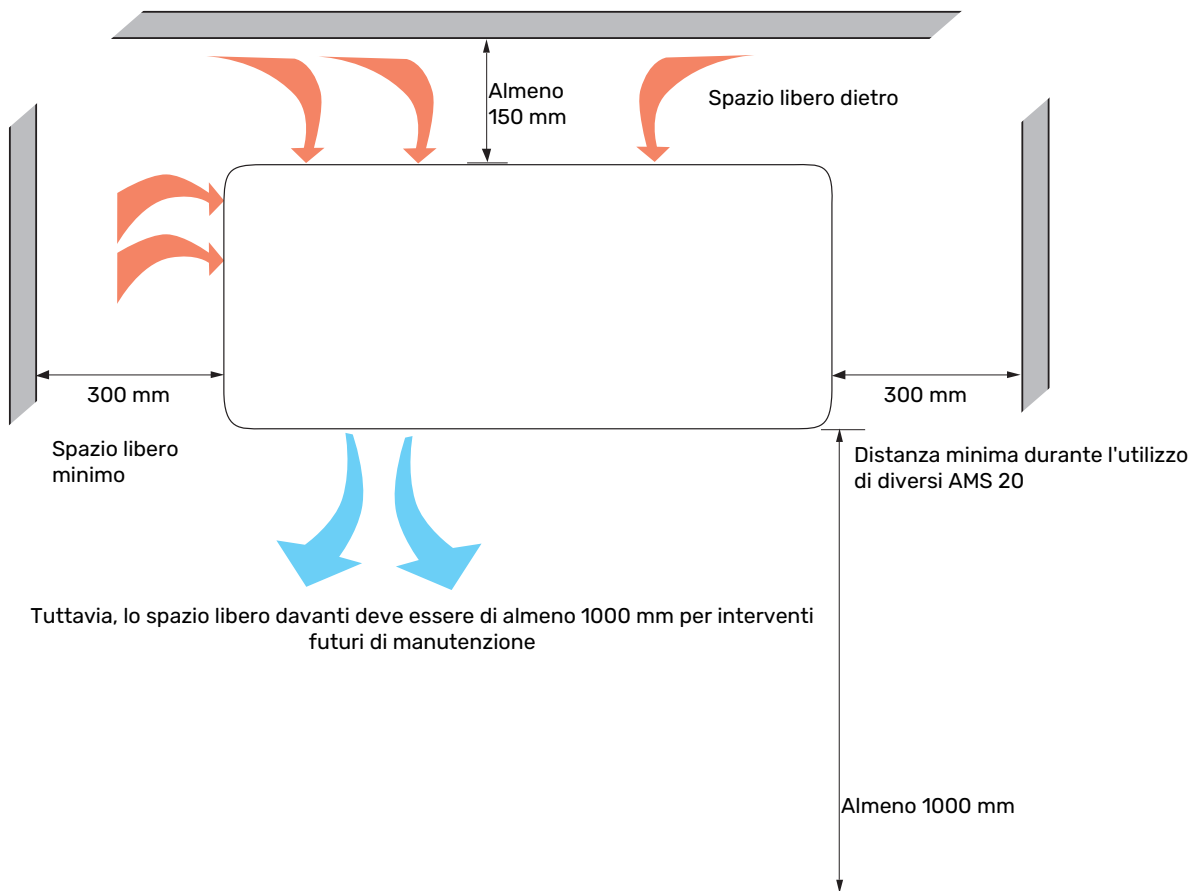 Almeno
150 mm
Spazio libero dietro
300 mm
300 mm
Spazio libero
minimo
Distanza minima durante l'utilizzo
di diversi AMS 20
Tuttavia, lo spazio libero davanti deve essere di almeno 1000 mm per interventi
futuri di manutenzione
Almeno 1000 mm